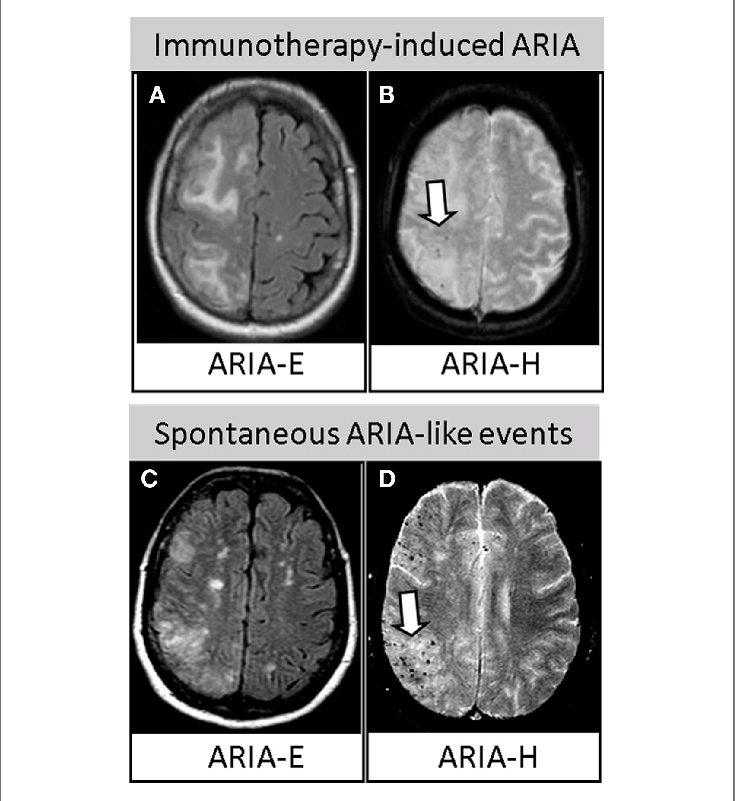 Immunotherapy-induced ARIA
A
B
ARIA-E
ARIA-H
Spontaneous ARIA-like events
C
D
ARIA-E
ARIA-H